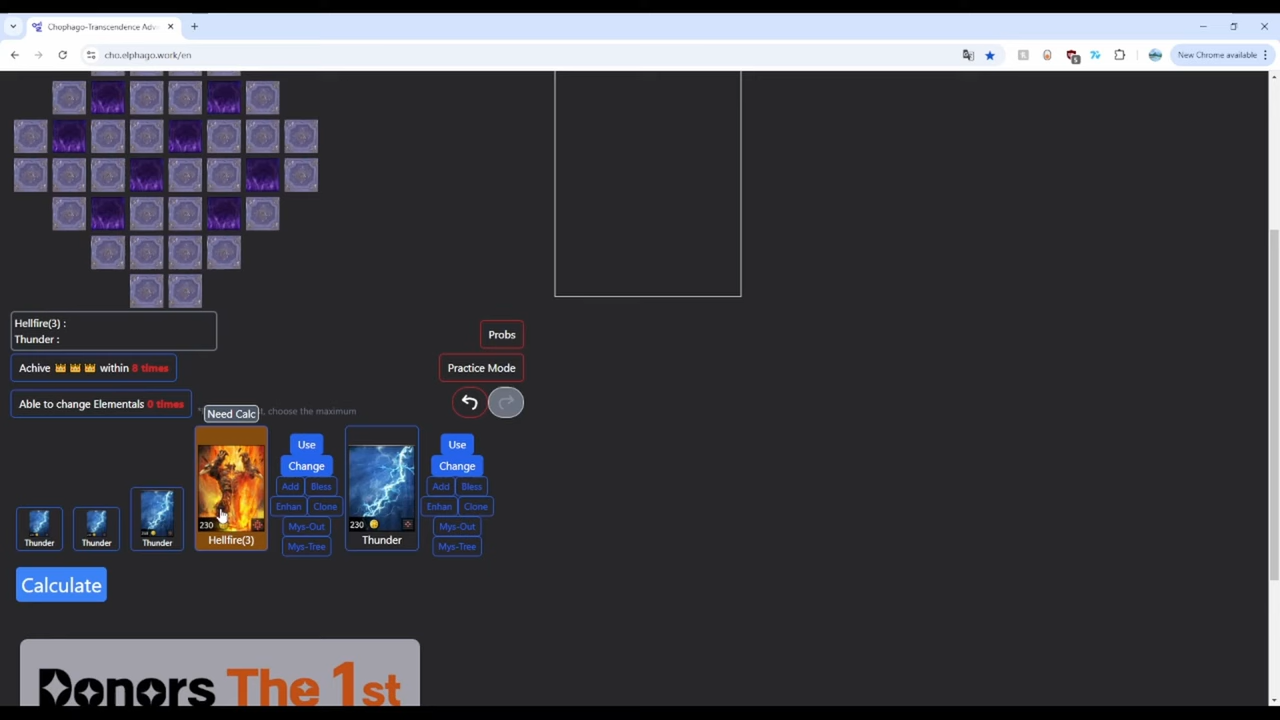 Chophago-Transcendence Adv
cho.elphago.work/en
New Chrome available
5
Hellfire(3) :
Thunder :
Probs
Achive within 8 times
Practice Mode
Able to change Elementals 0 times
Need Calc
, choose the maximum
Use
Change
Add Bless
Enhan Clone
Mys-Out
Mys-Tree
Use
Change
Add Bless
Enhan Clone
Mys-Out
Mys-Tree
230
230
Thunder
Thunder
Thunder
Hellfire(3)
Thunder
Calculate
Donors The 1st